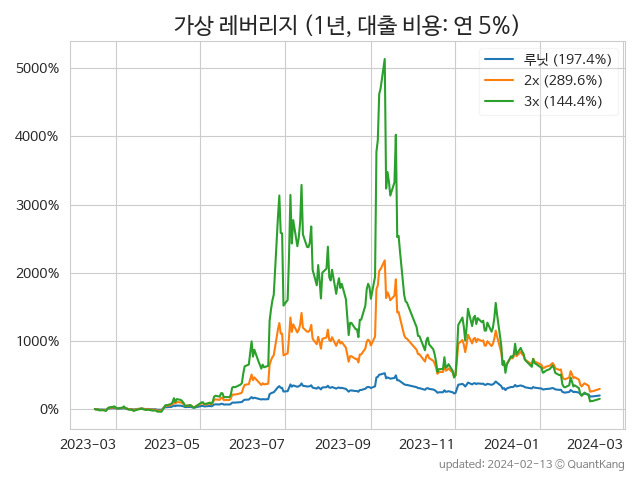 가상 레버리지 (1년, 대출 비용: 연 5%)
루닛 (197.4%)
2x (289.6%)
3x (144.4%)
5000%
4000%
3000%
2000%
1000%
0%
2023-03 2023-05 2023-07 2023-09 2023-11 2024-01 2024-03
updated: 2024-02-13 © QuantKang